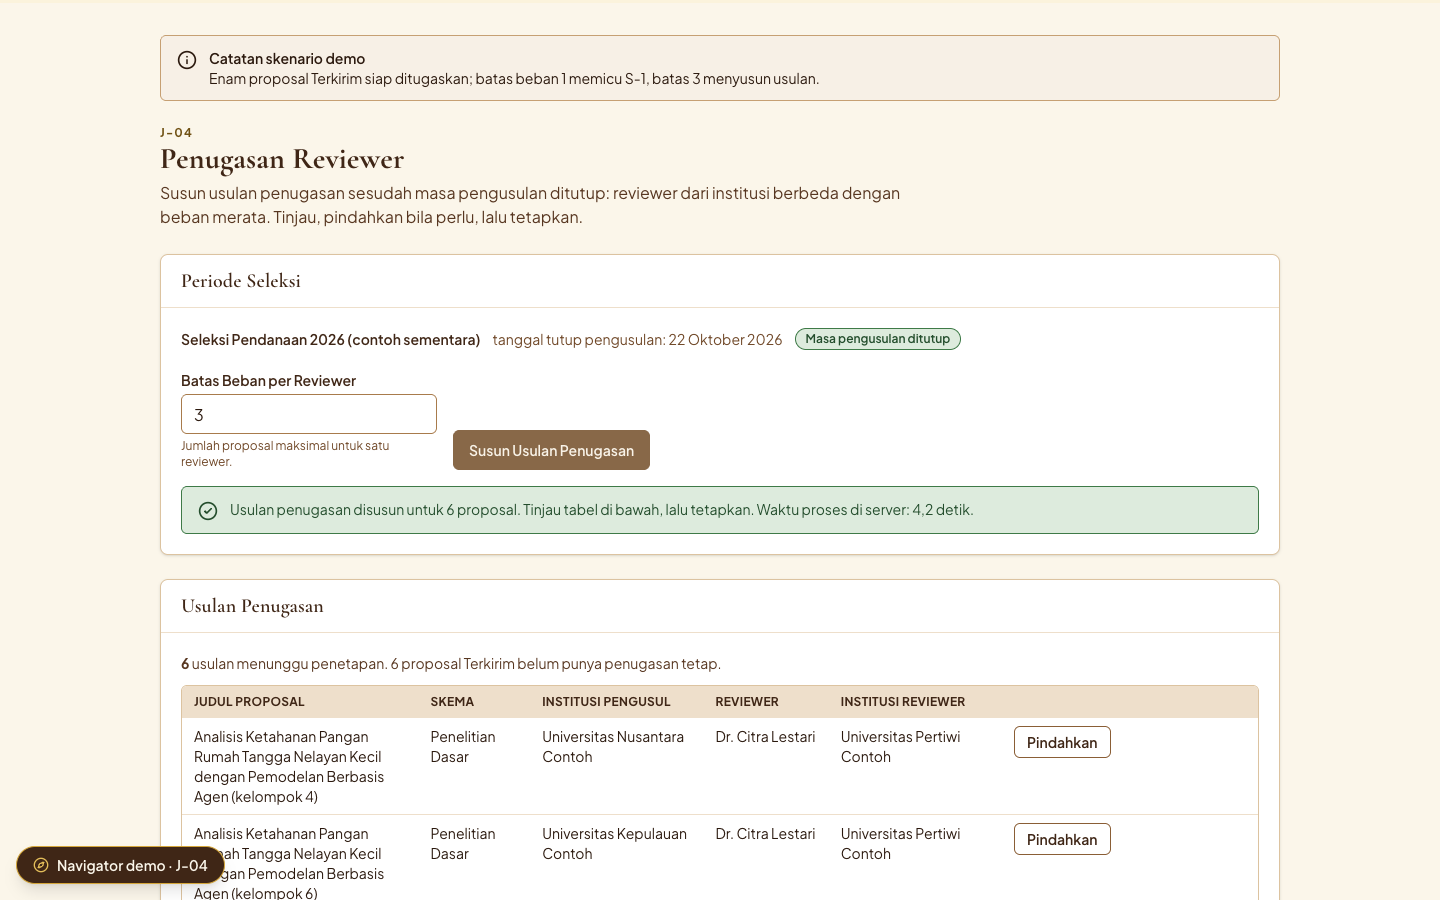 Catatan skenario demo
Enam proposal Terkirim siap ditugaskan; batas beban 1 memicu S-1, batas 3 menyusun usulan.
J-04
Penugasan Reviewer
Susun usulan penugasan sesudah masa pengusulan ditutup: reviewer dari institusi berbeda dengan
beban merata. Tinjau, pindahkan bila perlu, lalu tetapkan.
Periode Seleksi
Seleksi Pendanaan 2026 (contoh sementara) tanggal tutup pengusulan: 22 Oktober 2026 Masa pengusulan ditutup
Batas Beban per Reviewer
3
Jumlah proposal maksimal untuk satu
reviewer.
Susun Usulan Penugasan
Usulan penugasan disusun untuk 6 proposal. Tinjau tabel di bawah, lalu tetapkan. Waktu proses di server: 4,2 detik.
Usulan Penugasan
6 usulan menunggu penetapan. 6 proposal Terkirim belum punya penugasan tetap.
JUDUL PROPOSAL SKEMA INSTITUSI PENGUSUL REVIEWER INSTITUSI REVIEWER
Analisis Ketahanan Pangan Penelitian Universitas Nusantara Dr. Citra Lestari Universitas Pertiwi Pindahkan
Rumah Tangga Nelayan Kecil Dasar Contoh Contoh
dengan Pemodelan Berbasis
Agen (kelompok 4)
Analisis Ketahanan Pangan Penelitian Universitas Kepulauan Dr. Citra Lestari Universitas Pertiwi Pindahkan
Tangga Nelayan Kecil Dasar Contoh Contoh
Pemodelan Berbasis
Agen (kelompok 6)
Navigator demo · J-04